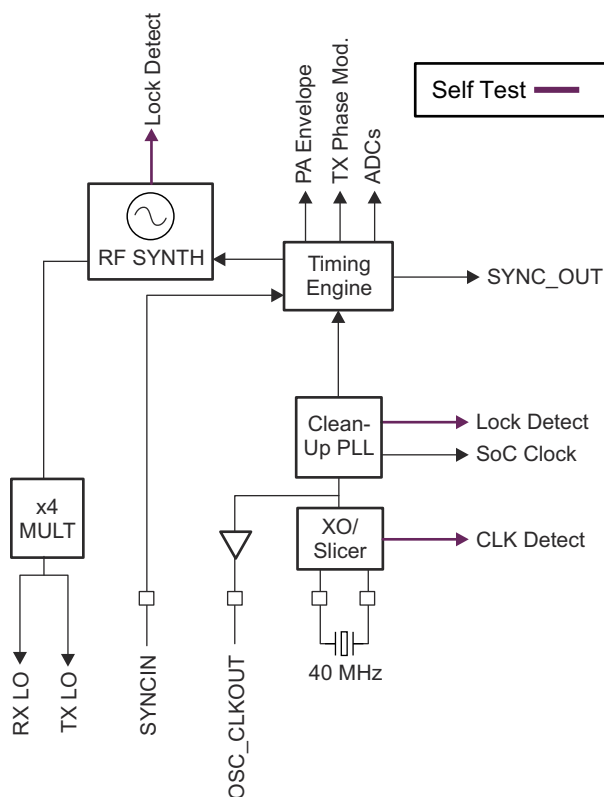 Lock Detect
Self Test
PA Envelope
TX Phase Mod.
ADCs
RF SYNTH
Timing
Engine
SYNC_OUT
Clean-
Up PLL
Lock Detect
SoC Clock
x4
MULT
XO/
Slicer
CLK Detect
40 MHz
RX LO
TX LO
SYNCIN
OSC_CLKOUT